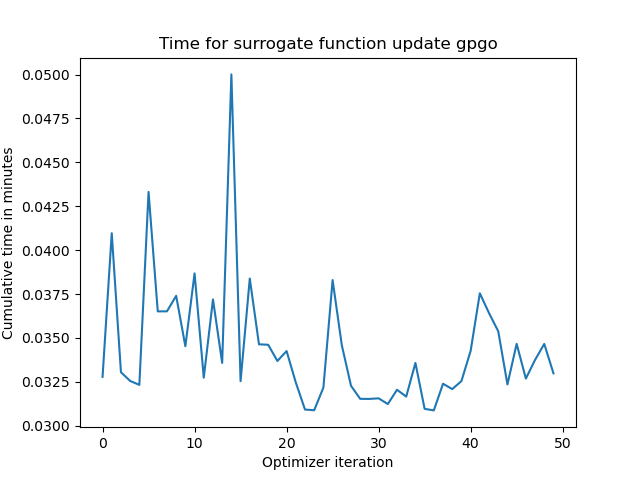 Time for surrogate function update gpgo
Cumulative time in minutes
0.0500
0.0475
0.0450
0.0425
0.0400
0.0375
0.0350
0.0325
0.0300
0 10 20 30 40 50
Optimizer iteration